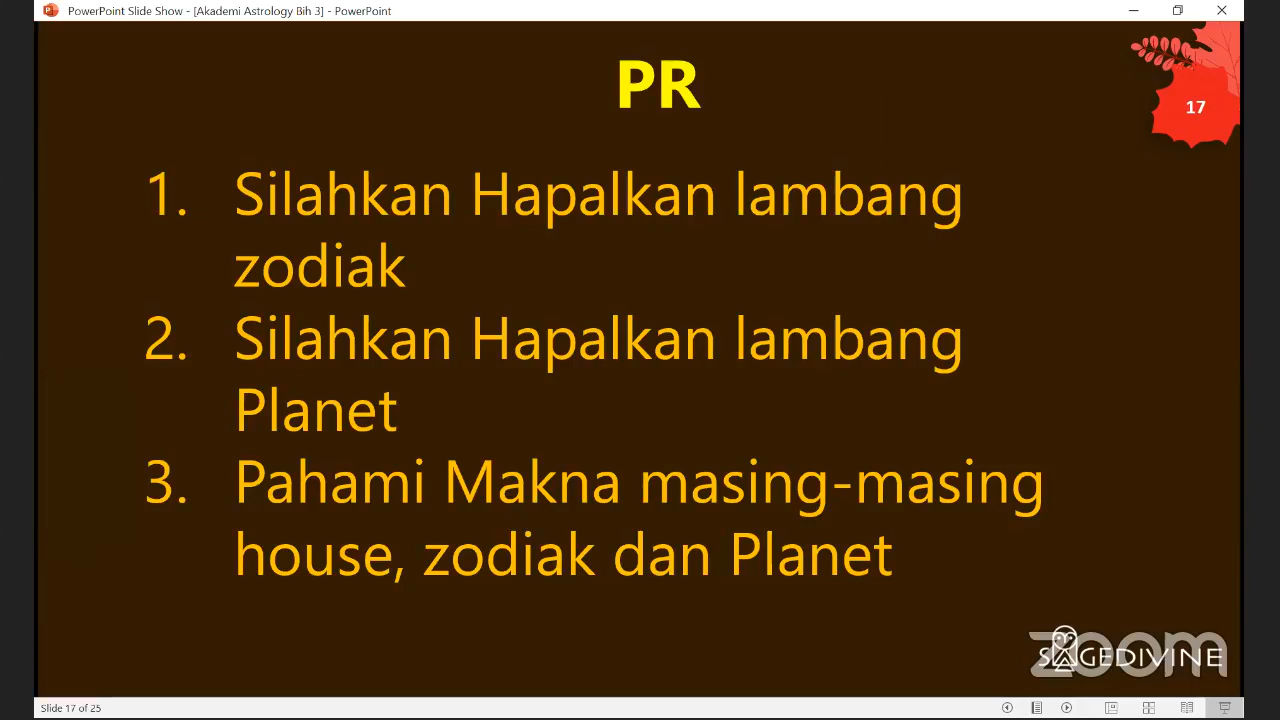 PowerPoint Slide Show - [Akademi Astrology Bih 3] - PowerPoint
PR
17
1. Silahkan Hapalkan lambang
zodiak
2. Silahkan Hapalkan lambang
Planet
3. Pahami Makna masing-masing
house, zodiak dan Planet
zoom
SAGEDIVINE
Slide 17 of 25